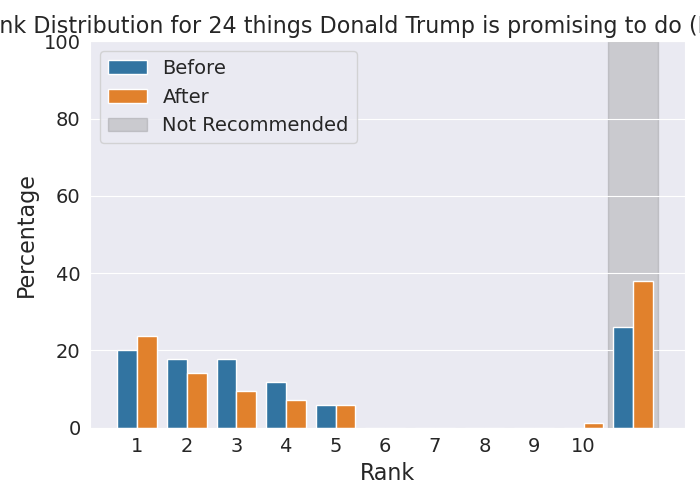 nk Distribution for 24 things Donald Trump is promising to do (
100
80
60
40
20
0
Percentage
Before
After
Not Recommended
1 2 3 4 5 6 7 8 9 10
Rank